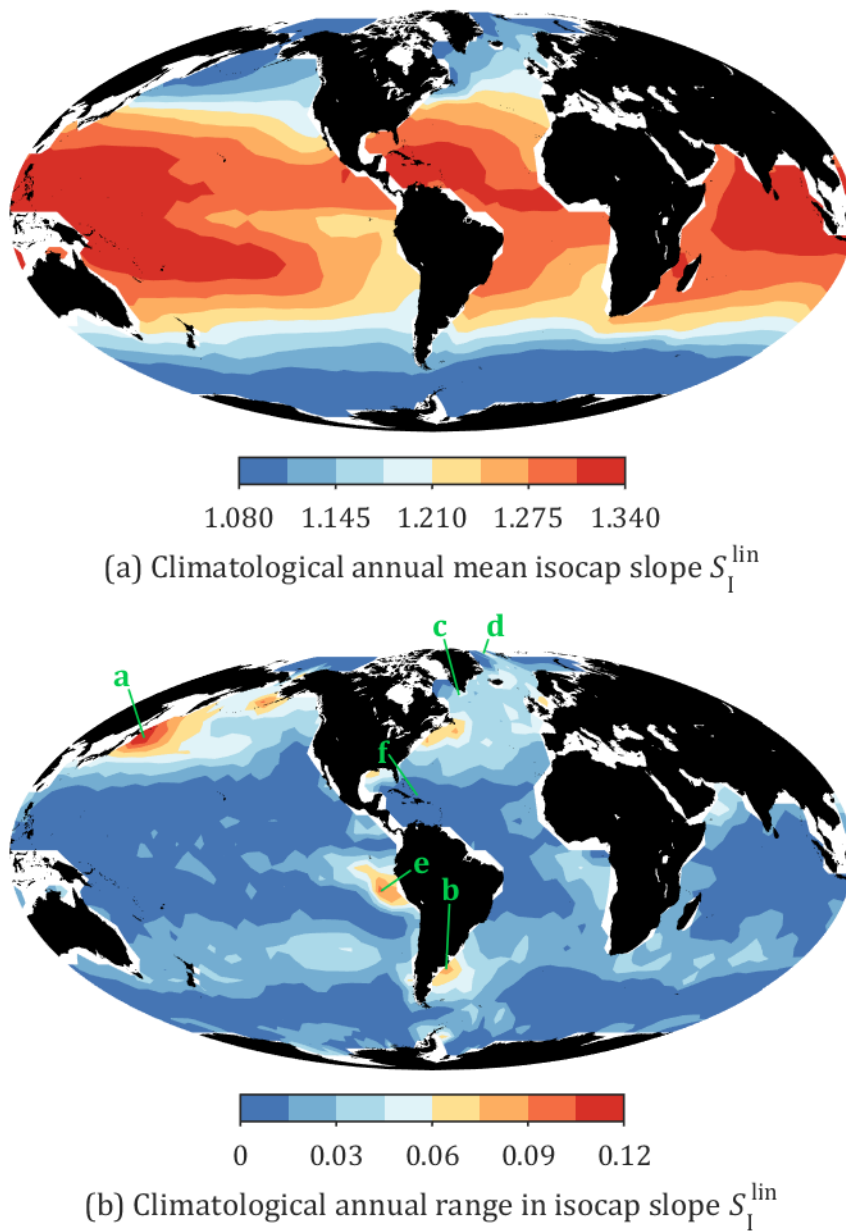 1.080 1.145 1.210 1.275 1.340
(a) Climatological annual mean isocap slope S_I^lin
c d
a
f
e
b
0 0.03 0.06 0.09 0.12
(b) Climatological annual range in isocap slope S_I^lin